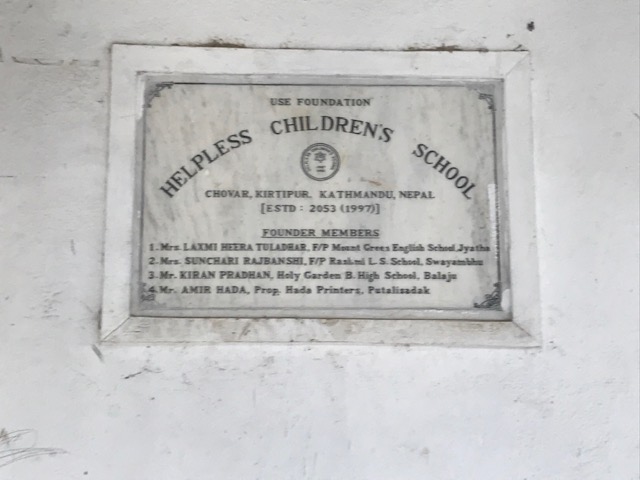 USE FOUNDATION
HELPLESS CHILDREN'S SCHOOL
CHOVAR, KIRTIPUR, KATHMANDU, NEPAL
[ESTD: 2053 (1997)]
FOUNDER MEMBERS
1. Mrs. LAXMI HEERA TULADHAR, F/P Mount Green English School, Jyatha
2. Mrs. SUNCHARI RAJBANSHI, F/P Rashmi L. S. School, Swayambhu
3. Mr. KIRAN PRADHAN, Holy Garden B. High School, Balaju
4. Mr. AMIR HADA, Prop. Hada Printers, Putalisadak